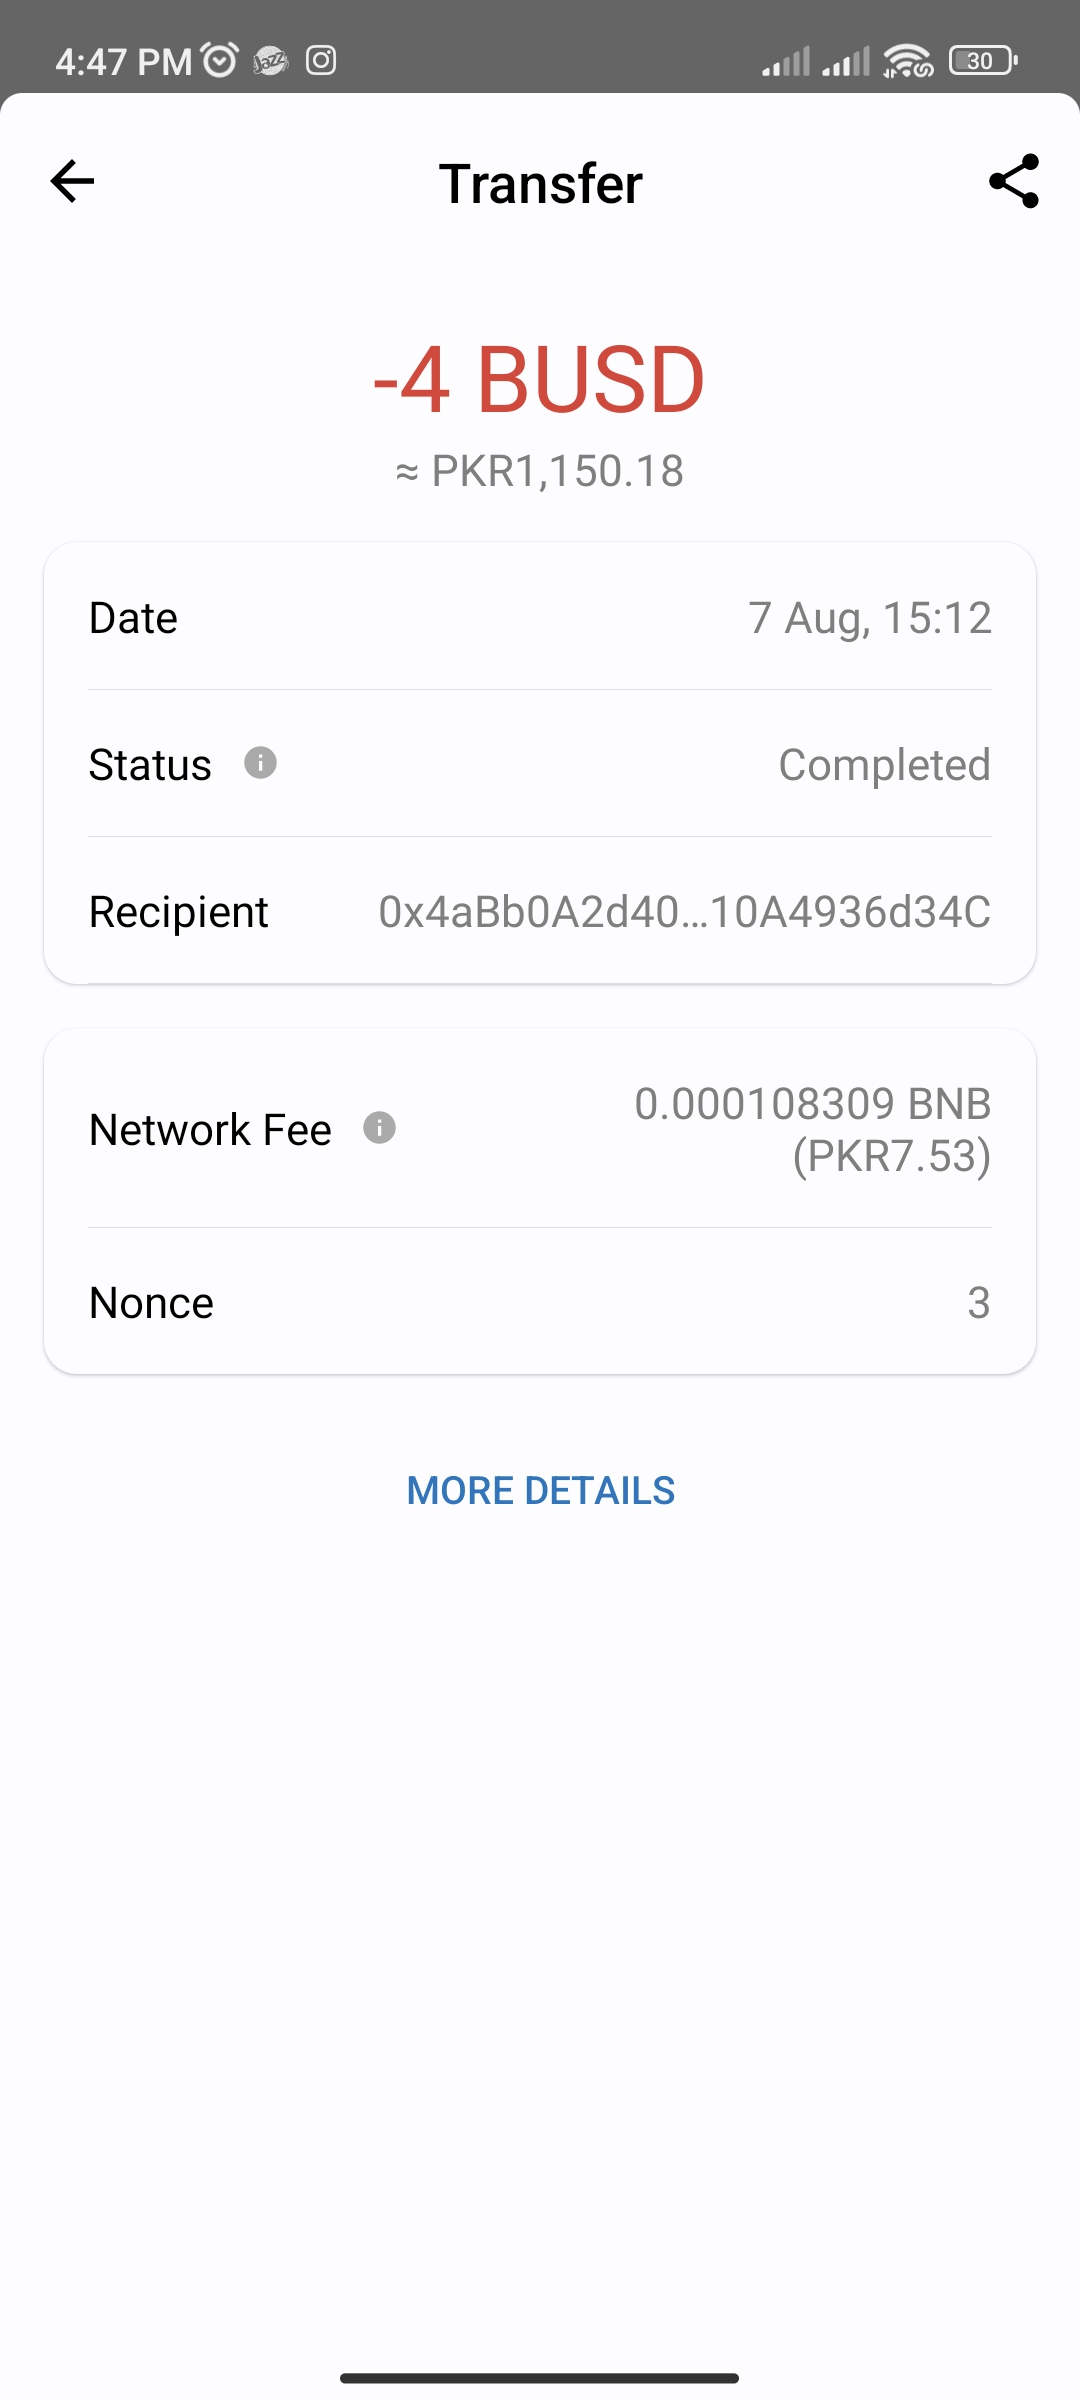 4:47 PM Jazz 30
Transfer
-4 BUSD
≈ PKR1,150.18
Date 7 Aug, 15:12
Status Completed
Recipient 0x4aBb0A2d40...10A4936d34C
Network Fee 0.000108309 BNB
(PKR7.53)
Nonce 3
MORE DETAILS